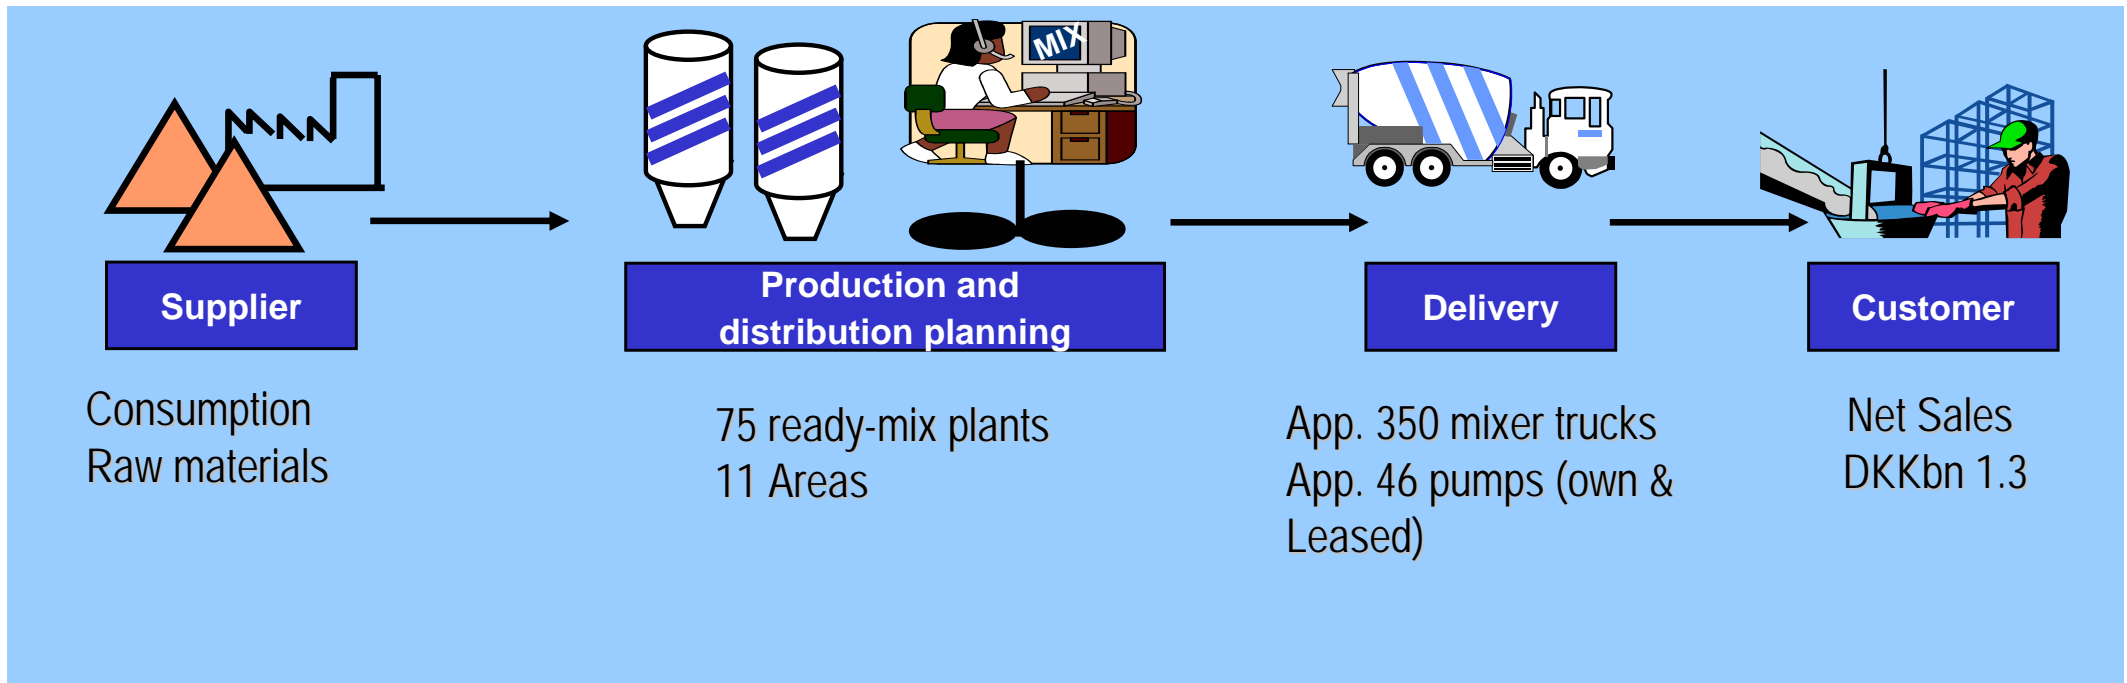 MIX
Supplier
Production and
distribution planning
Delivery
Customer
Consumption
Raw materials
75 ready-mix plants
11 Areas
App. 350 mixer trucks
App. 46 pumps (own &
Leased)
Net Sales
DKKbn 1.3